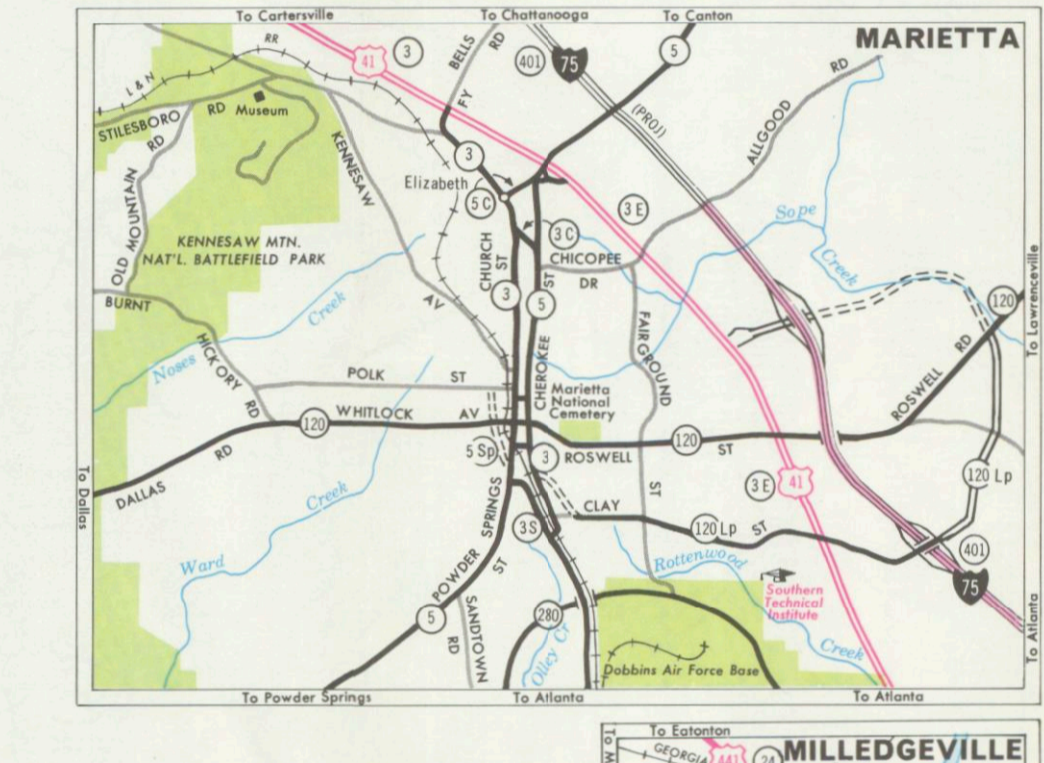 To Cartersville
To Chattanooga
To Canton
MARIETTA
RR
L & N
41
3
BELLS
RD
FY
401
75
5
(PROJ)
ALLGOOD
RD
STILESBORO
RD
Museum
OLD MOUNTAIN
RD
KENNESAW
AV
3
Elizabeth
5 C
3 C
3 E
Sope
Creek
KENNESAW MTN.
NAT'L. BATTLEFIELD PARK
CHURCH
ST
CHICOPEE
DR
BURNT
HICKORY
RD
Creek
Noses
3
5
ST
CHEROKEE
FAIRGROUND
ST
120
To Lawrenceville
ROSWELL
RD
POLK
ST
Marietta
National
Cemetery
WHITLOCK
AV
120
120
ROSWELL
ST
5 Sp
3
To Dallas
DALLAS
RD
3 E
41
120 Lp
Creek
Ward
SPRINGS
POWDER
ST
3S
CLAY
120 Lp
ST
401
75
Rottenwood
Creek
Southern
Technical
Institute
5
SANDTOWN
RD
280
Olley Cr
Dobbins Air Force Base
To Atlanta
To Powder Springs
To Atlanta
To Atlanta
To Eatonton
To M
GEORGIA
441
24
MILLEDGEVILLE